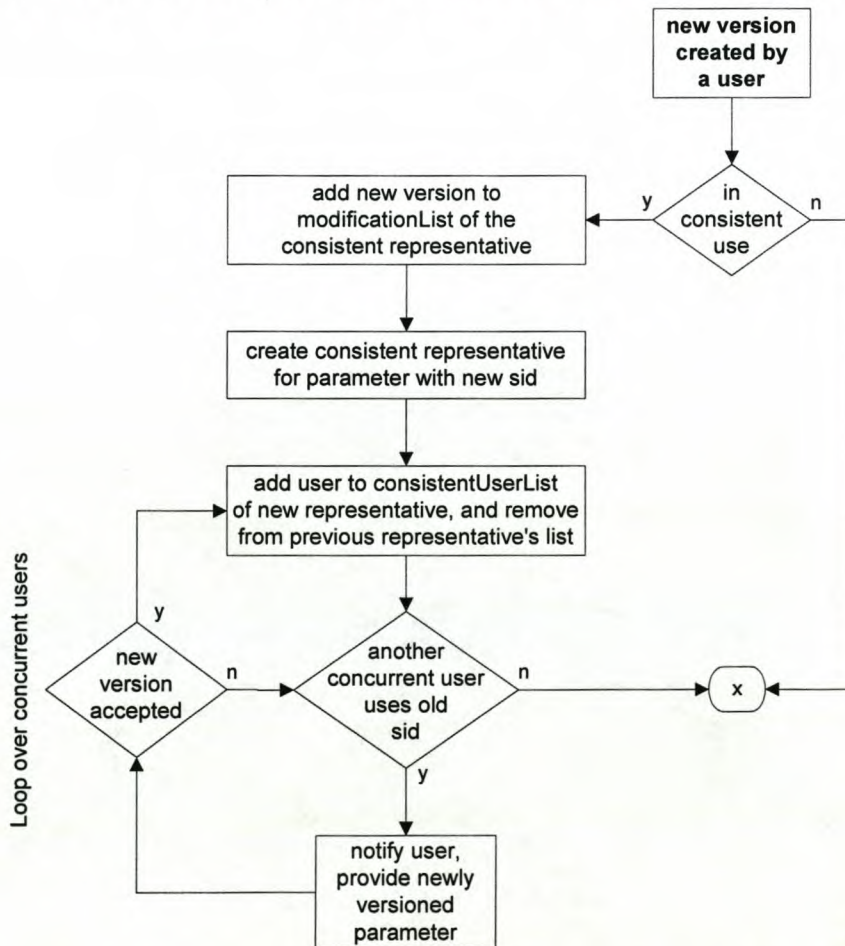 new version
created by
a user
in
consistent
use
y
n
add new version to
modificationList of the
consistent representative
create consistent representative
for parameter with new sid
add user to consistentUserList
of new representative, and remove
from previous representative's list
Loop over concurrent users
y
new
version
accepted
n
another
concurrent user
uses old
sid
n
x
y
notify user,
provide newly
versioned
parameter